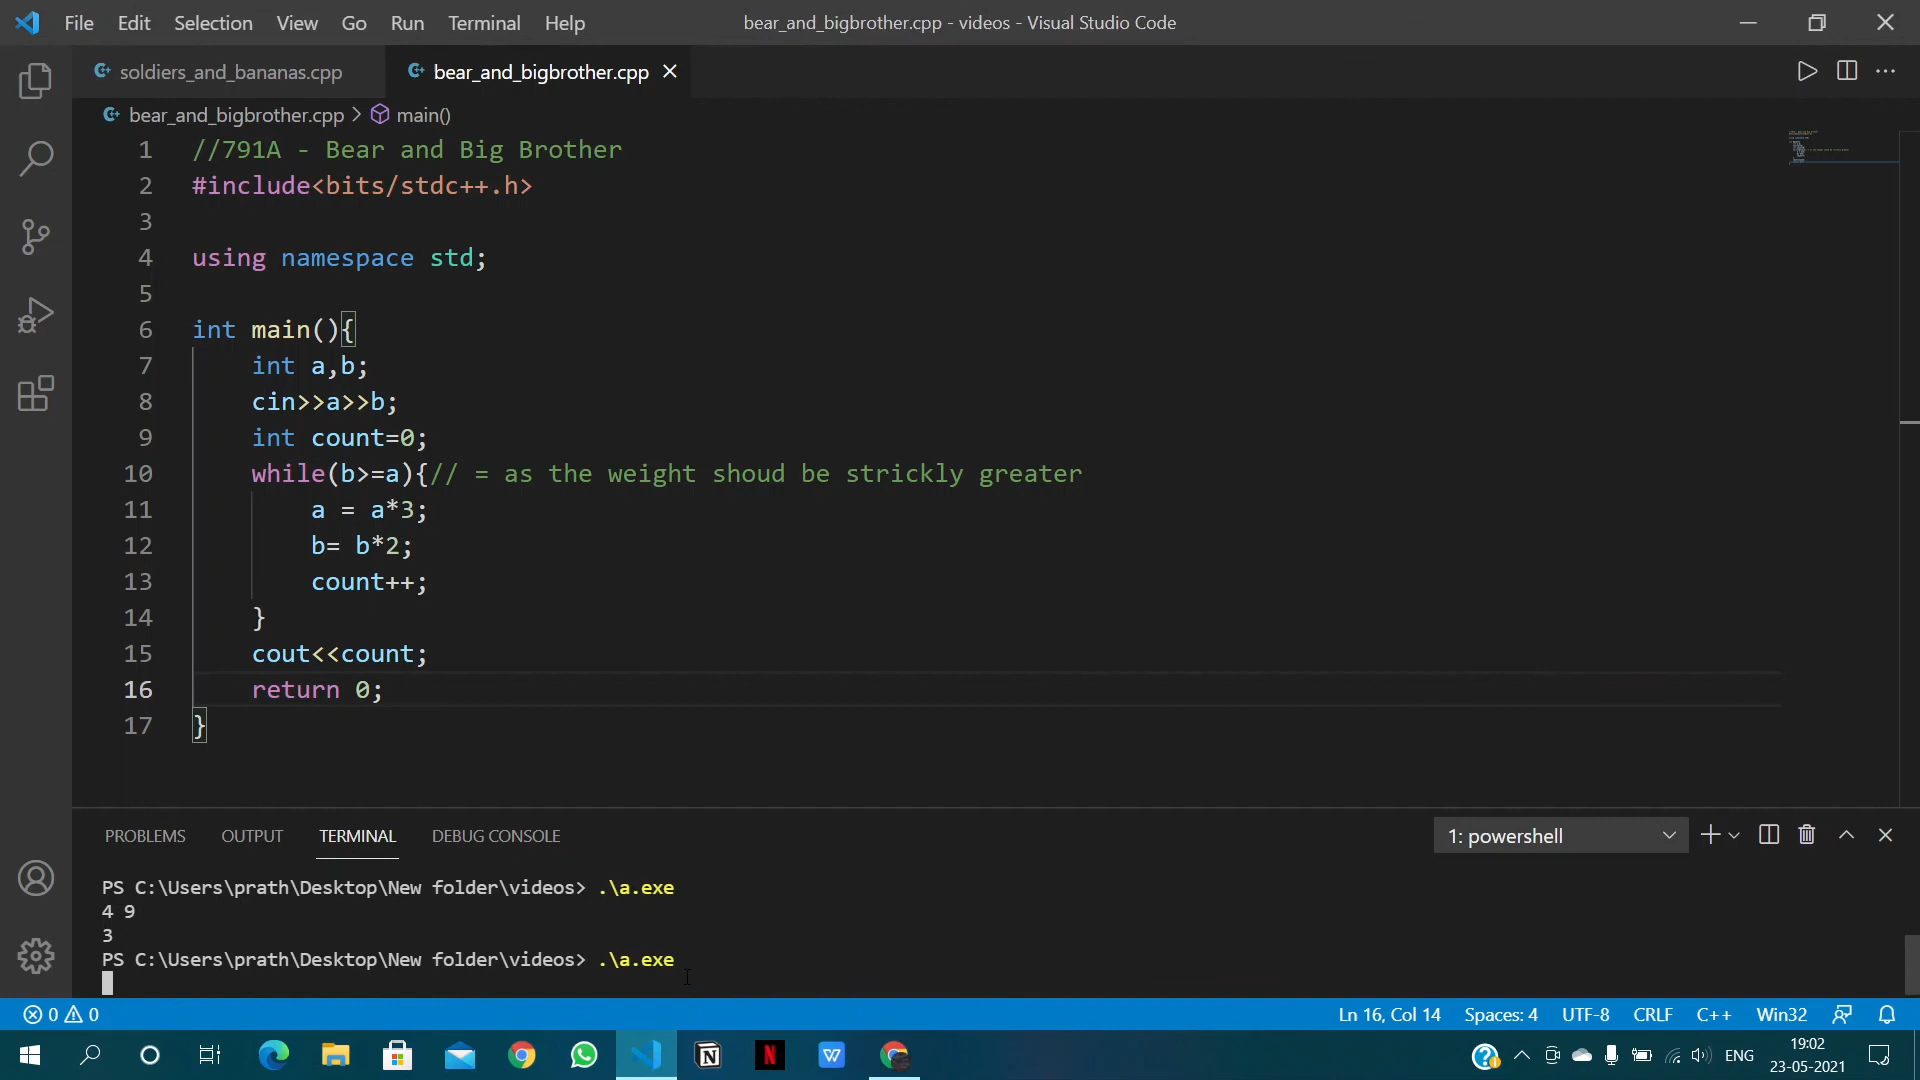 File Edit Selection View Go Run Terminal Help bear_and_bigbrother.cpp - videos - Visual Studio Code
soldiers_and_bananas.cpp bear_and_bigbrother.cpp
bear_and_bigbrother.cpp > main()
1 //791A - Bear and Big Brother
2 #include<bits/stdc++.h>
3
4 using namespace std;
5
6 int main(){
7 int a,b;
8 cin>>a>>b;
9 int count=0;
10 while(b>=a){// = as the weight shoud be strickly greater
11 a = a*3;
12 b= b*2;
13 count++;
14 }
15 cout<<count;
16 return 0;
17 }
PROBLEMS OUTPUT TERMINAL DEBUG CONSOLE 1: powershell
PS C:\Users\prath\Desktop\New folder\videos> .\a.exe
4 9
3
PS C:\Users\prath\Desktop\New folder\videos> .\a.exe
0 0 Ln 16, Col 14 Spaces: 4 UTF-8 CRLF C++ Win32
ENG 19:02
23-05-2021